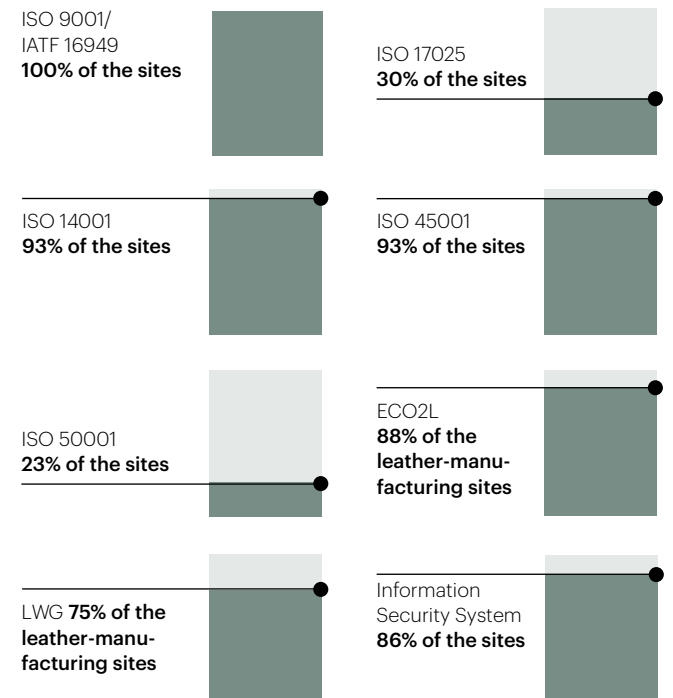 ISO 9001/
IATF 16949
100% of the sites
ISO 17025
30% of the sites
ISO 14001
93% of the sites
ISO 45001
93% of the sites
ISO 50001
23% of the sites
ECO2L
88% of the
leather-manu-
facturing sites
LWG 75% of the
leather-manu-
facturing sites
Information
Security System
86% of the sites